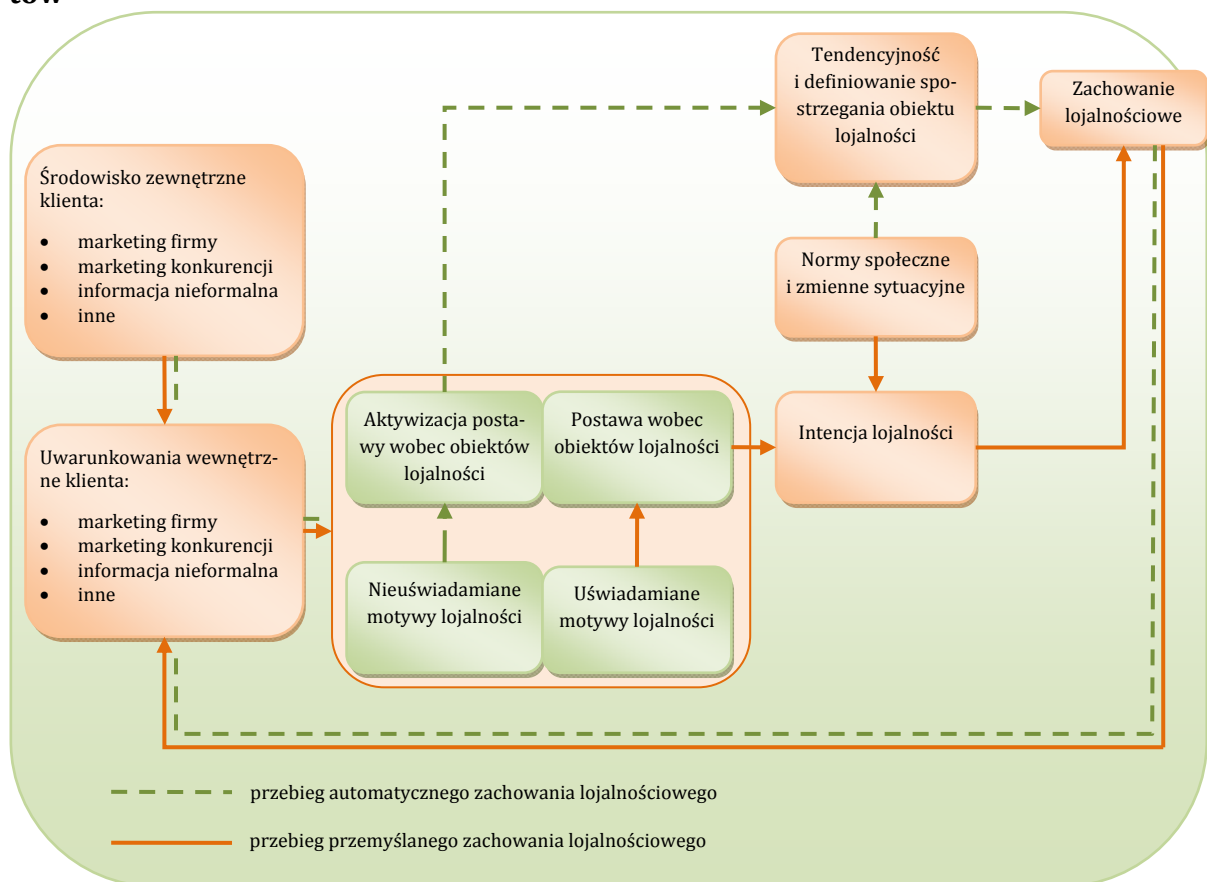 tów
Tendencyjność
i definiowanie spo-
strzegania obiektu
lojalności
Zachowanie
lojalnościowe
Środowisko zewnętrzne
klienta:
• marketing firmy
• marketing konkurencji
• informacja nieformalna
• inne
Normy społeczne
i zmienne sytuacyjne
Aktywizacja posta-
wy wobec obiektów
lojalności
Postawa wobec
obiektów lojalności
Intencja lojalności
Uwarunkowania wewnętrz-
ne klienta:
• marketing firmy
• marketing konkurencji
• informacja nieformalna
• inne
Nieuświadamiane
motywy lojalności
Uświadamiane
motywy lojalności
przebieg automatycznego zachowania lojalnościowego
przebieg przemyślanego zachowania lojalnościowego